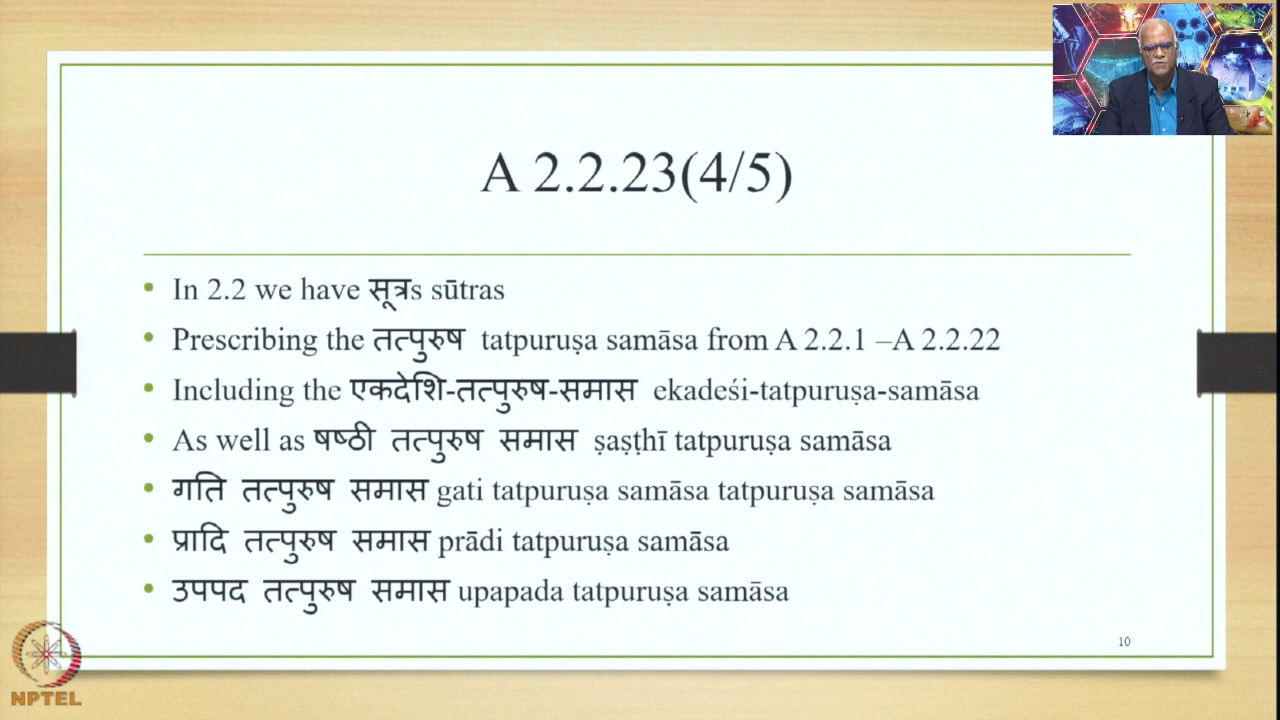 A 2.2.23(4/5)
In 2.2 we have सूत्रs sūtras
Prescribing the तत्पुरुष tatpuruṣa samāsa from A 2.2.1 –A 2.2.22
Including the एकदेशि-तत्पुरुष-समास ekadeśi-tatpuruṣa-samāsa
As well as षष्ठी तत्पुरुष समास ṣaṣṭhī tatpuruṣa samāsa
गति तत्पुरुष समास gati tatpuruṣa samāsa tatpuruṣa samāsa
प्रादि तत्पुरुष समास prādi tatpuruṣa samāsa
उपपद तत्पुरुष समास upapada tatpuruṣa samāsa
10
NPTEL